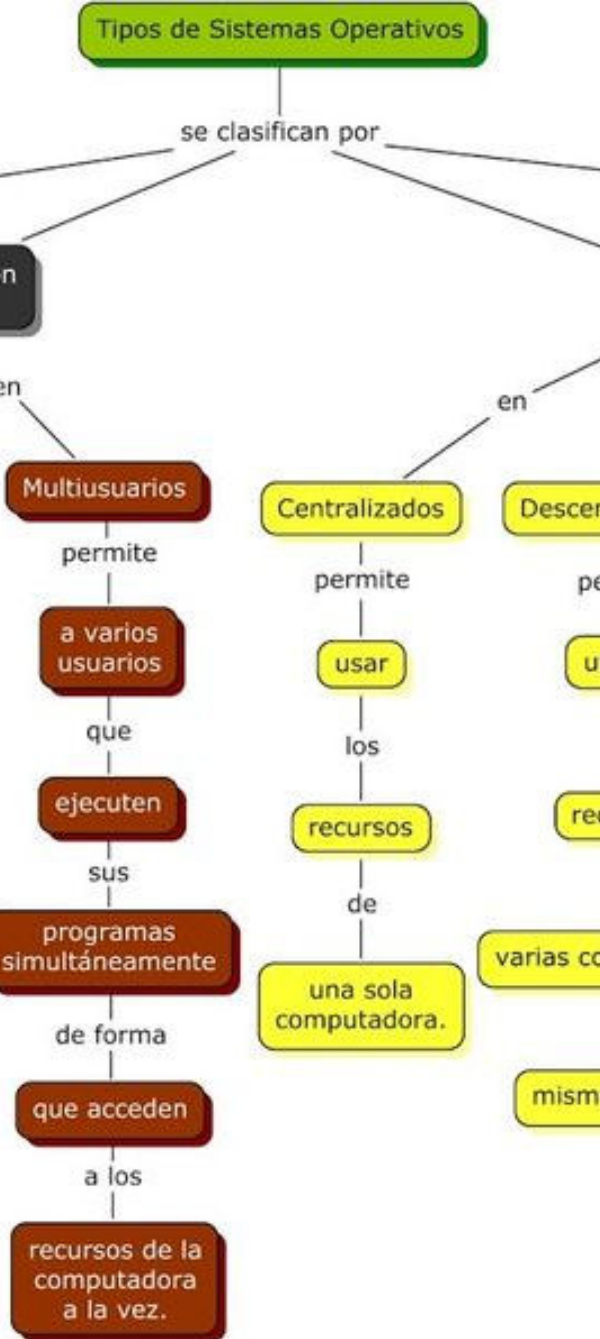 Tipos de Sistemas Operativos
se clasifican por
en
Multiusuarios
permite
a varios
usuarios
que
ejecuten
sus
programas
simultáneamente
de forma
que acceden
a los
recursos de la
computadora
a la vez.
en
Centralizados
permite
usar
los
recursos
de
una sola
computadora.
varias